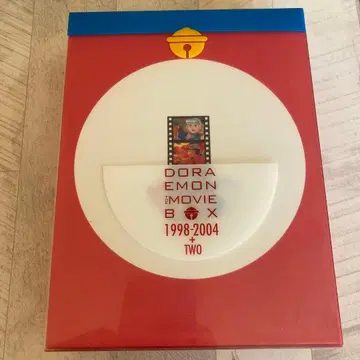 DORA
EMON
THE MOVIE
BOX
1998-2004
+
TWO